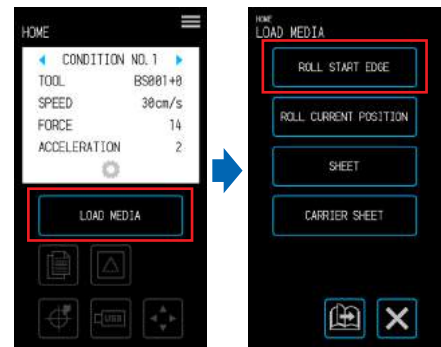 HOME
CONDITION NO.1
TOOL BS001+0
SPEED 30cm/s
FORCE 14
ACCELERATION 2
LOAD MEDIA
USB
HOME
LOAD MEDIA
ROLL START EDGE
ROLL CURRENT POSITION
SHEET
CARRIER SHEET